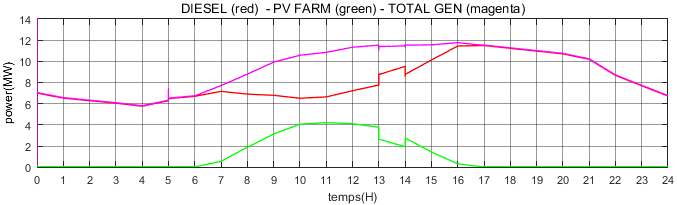 DIESEL (red) - PV FARM (green) - TOTAL GEN (magenta)
14
12
10
8
6
4
2
0
power(MW)
0 1 2 3 4 5 6 7 8 9 10 11 12 13 14 15 16 17 18 19 20 21 22 23 24
temps(H)